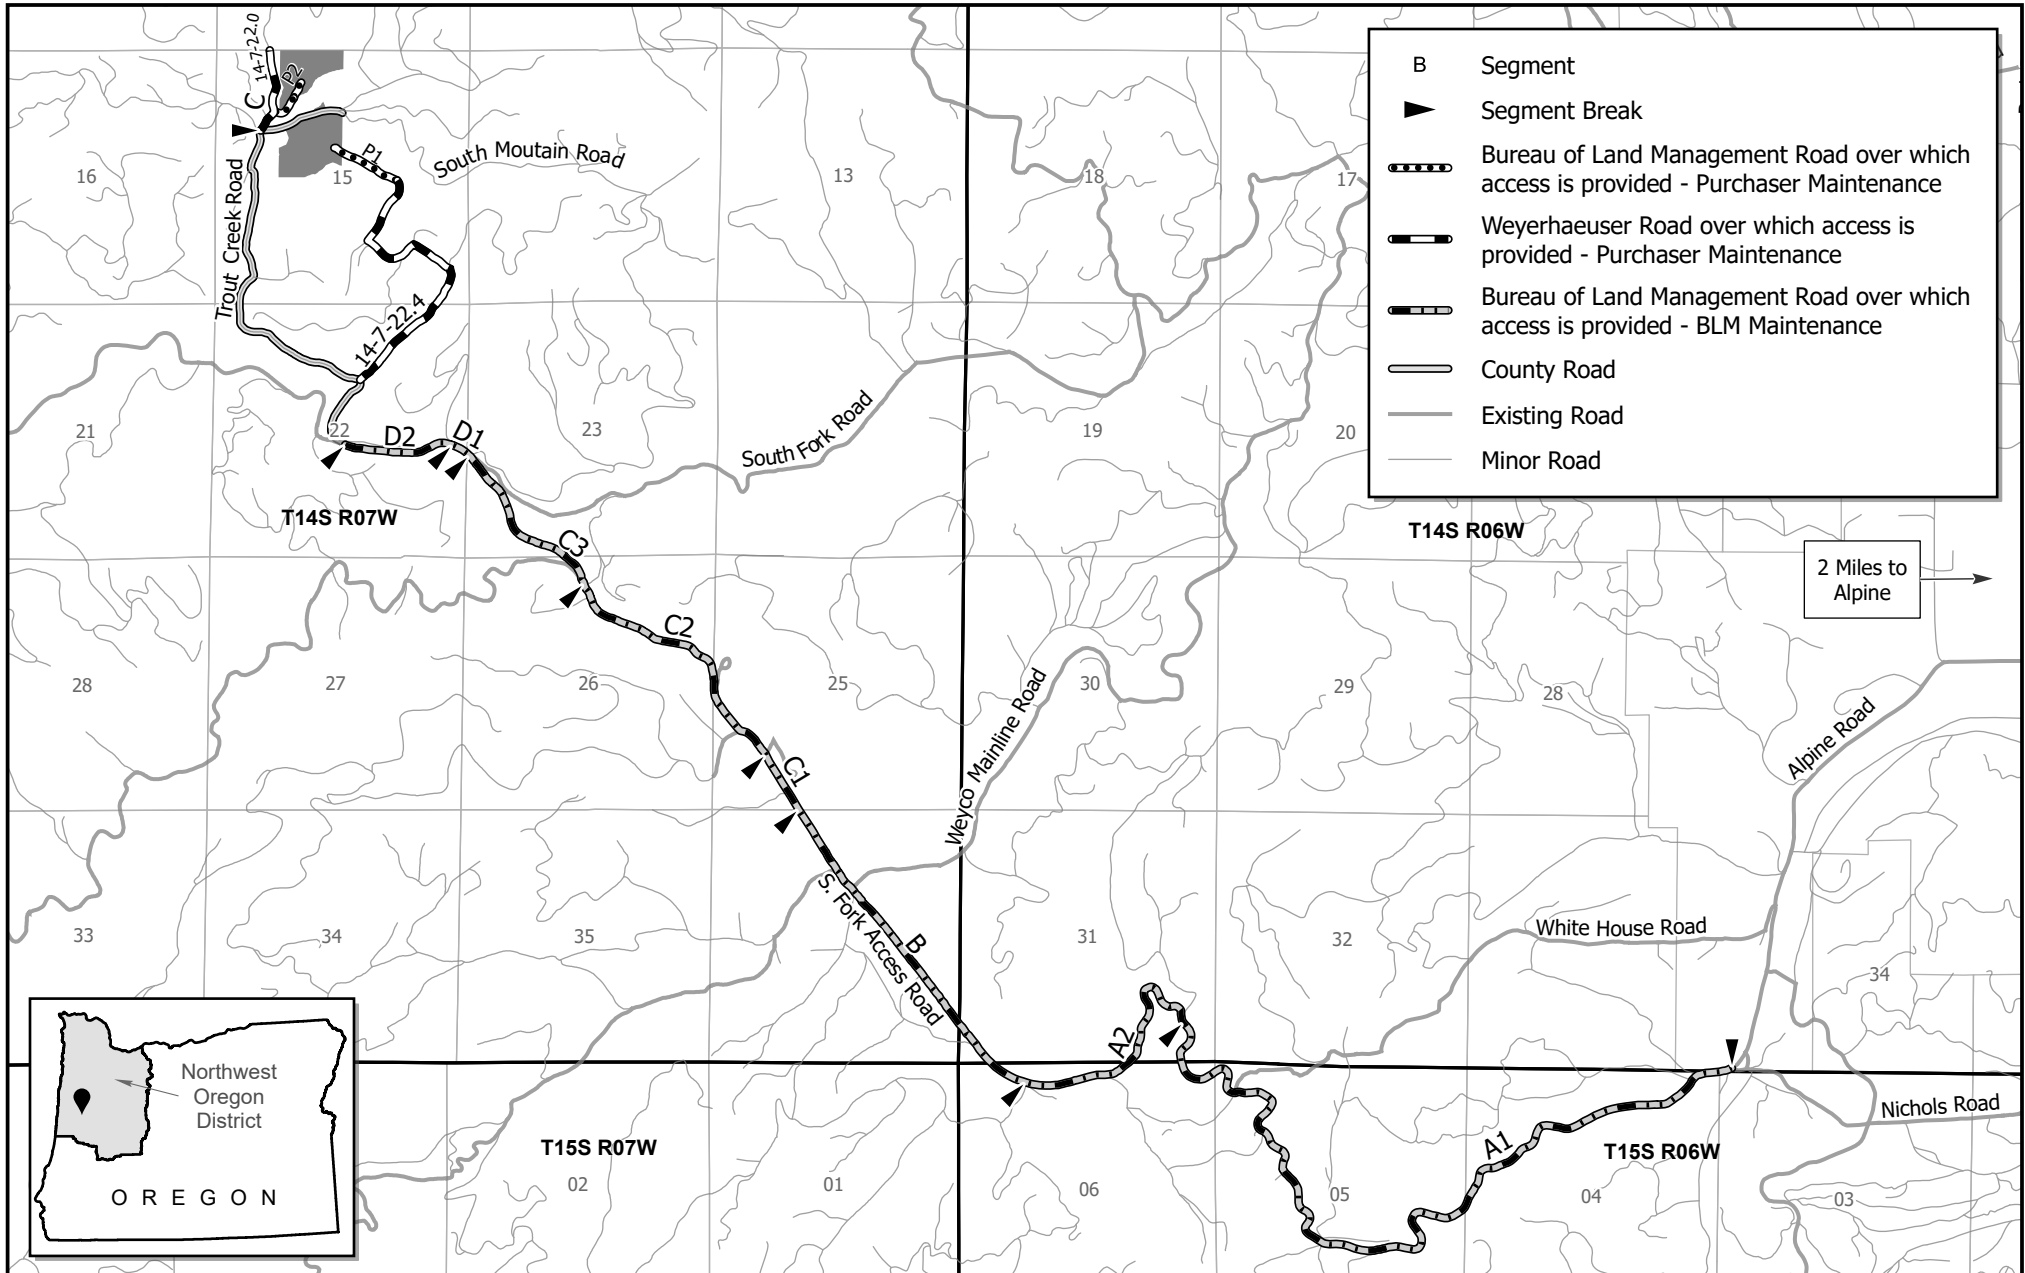 B Segment
Segment Break
Bureau of Land Management Road over which
access is provided - Purchaser Maintenance
Weyerhaeuser Road over which access is
provided - Purchaser Maintenance
Bureau of Land Management Road over which
access is provided - BLM Maintenance
County Road
Existing Road
Minor Road
14-7-22.0
P2
C
P1
South Moutain Road
16
15
13
18
17
Trout Creek Road
14-7-22.4
21
22
D2
D1
23
South Fork Road
19
20
T14S R07W
T14S R06W
C3
2 Miles to
Alpine
C2
28
27
26
25
30
29
28
Weyco Mainline Road
Alpine Road
C1
S. Fork Access Road
B
33
34
35
31
32
White House Road
34
A2
Northwest
Oregon
District
OREGON
T15S R07W
02
01
06
05
A1
04
T15S R06W
Nichols Road
03